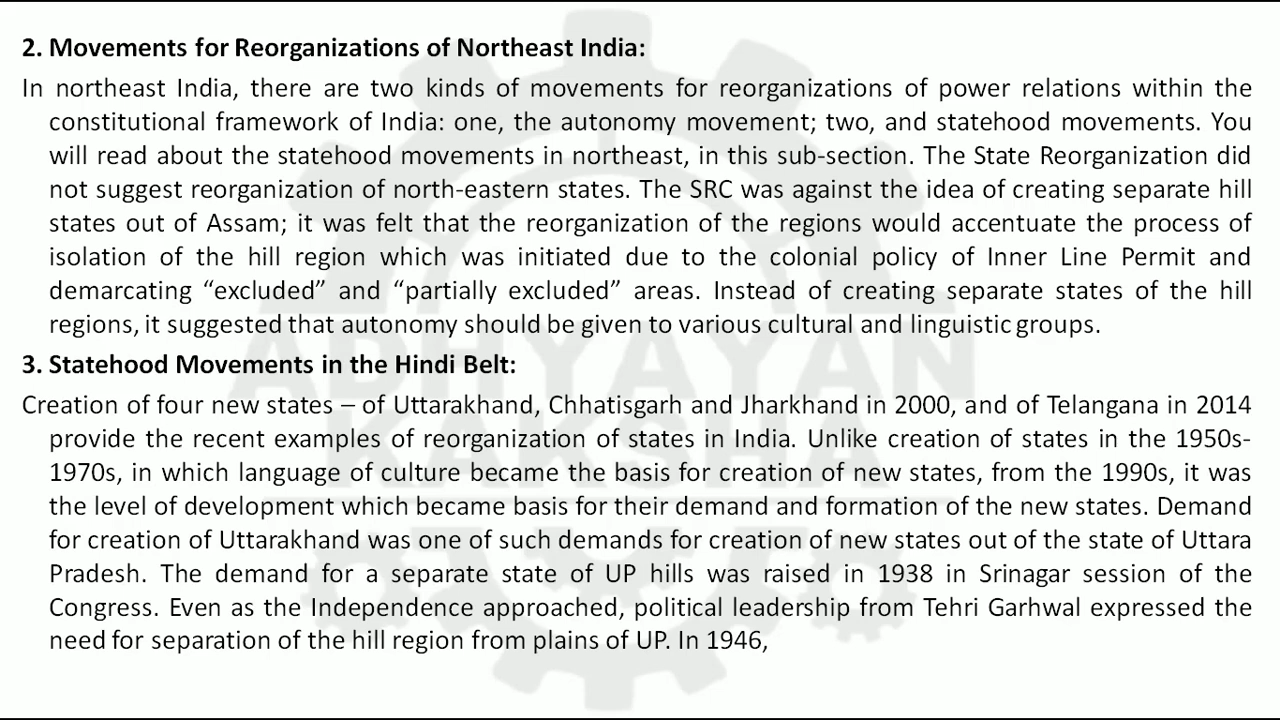 2. Movements for Reorganizations of Northeast India:
In northeast India, there are two kinds of movements for reorganizations of power relations within the
constitutional framework of India: one, the autonomy movement; two, and statehood movements. You
will read about the statehood movements in northeast, in this sub-section. The State Reorganization did
not suggest reorganization of north-eastern states. The SRC was against the idea of creating separate hill
states out of Assam; it was felt that the reorganization of the regions would accentuate the process of
isolation of the hill region which was initiated due to the colonial policy of Inner Line Permit and
demarcating “excluded” and “partially excluded” areas. Instead of creating separate states of the hill
regions, it suggested that autonomy should be given to various cultural and linguistic groups.
3. Statehood Movements in the Hindi Belt:
Creation of four new states – of Uttarakhand, Chhatisgarh and Jharkhand in 2000, and of Telangana in 2014
provide the recent examples of reorganization of states in India. Unlike creation of states in the 1950s-
1970s, in which language of culture became the basis for creation of new states, from the 1990s, it was
the level of development which became basis for their demand and formation of the new states. Demand
for creation of Uttarakhand was one of such demands for creation of new states out of the state of Uttara
Pradesh. The demand for a separate state of UP hills was raised in 1938 in Srinagar session of the
Congress. Even as the Independence approached, political leadership from Tehri Garhwal expressed the
need for separation of the hill region from plains of UP. In 1946,
ADHYAYAN
KAKSHA